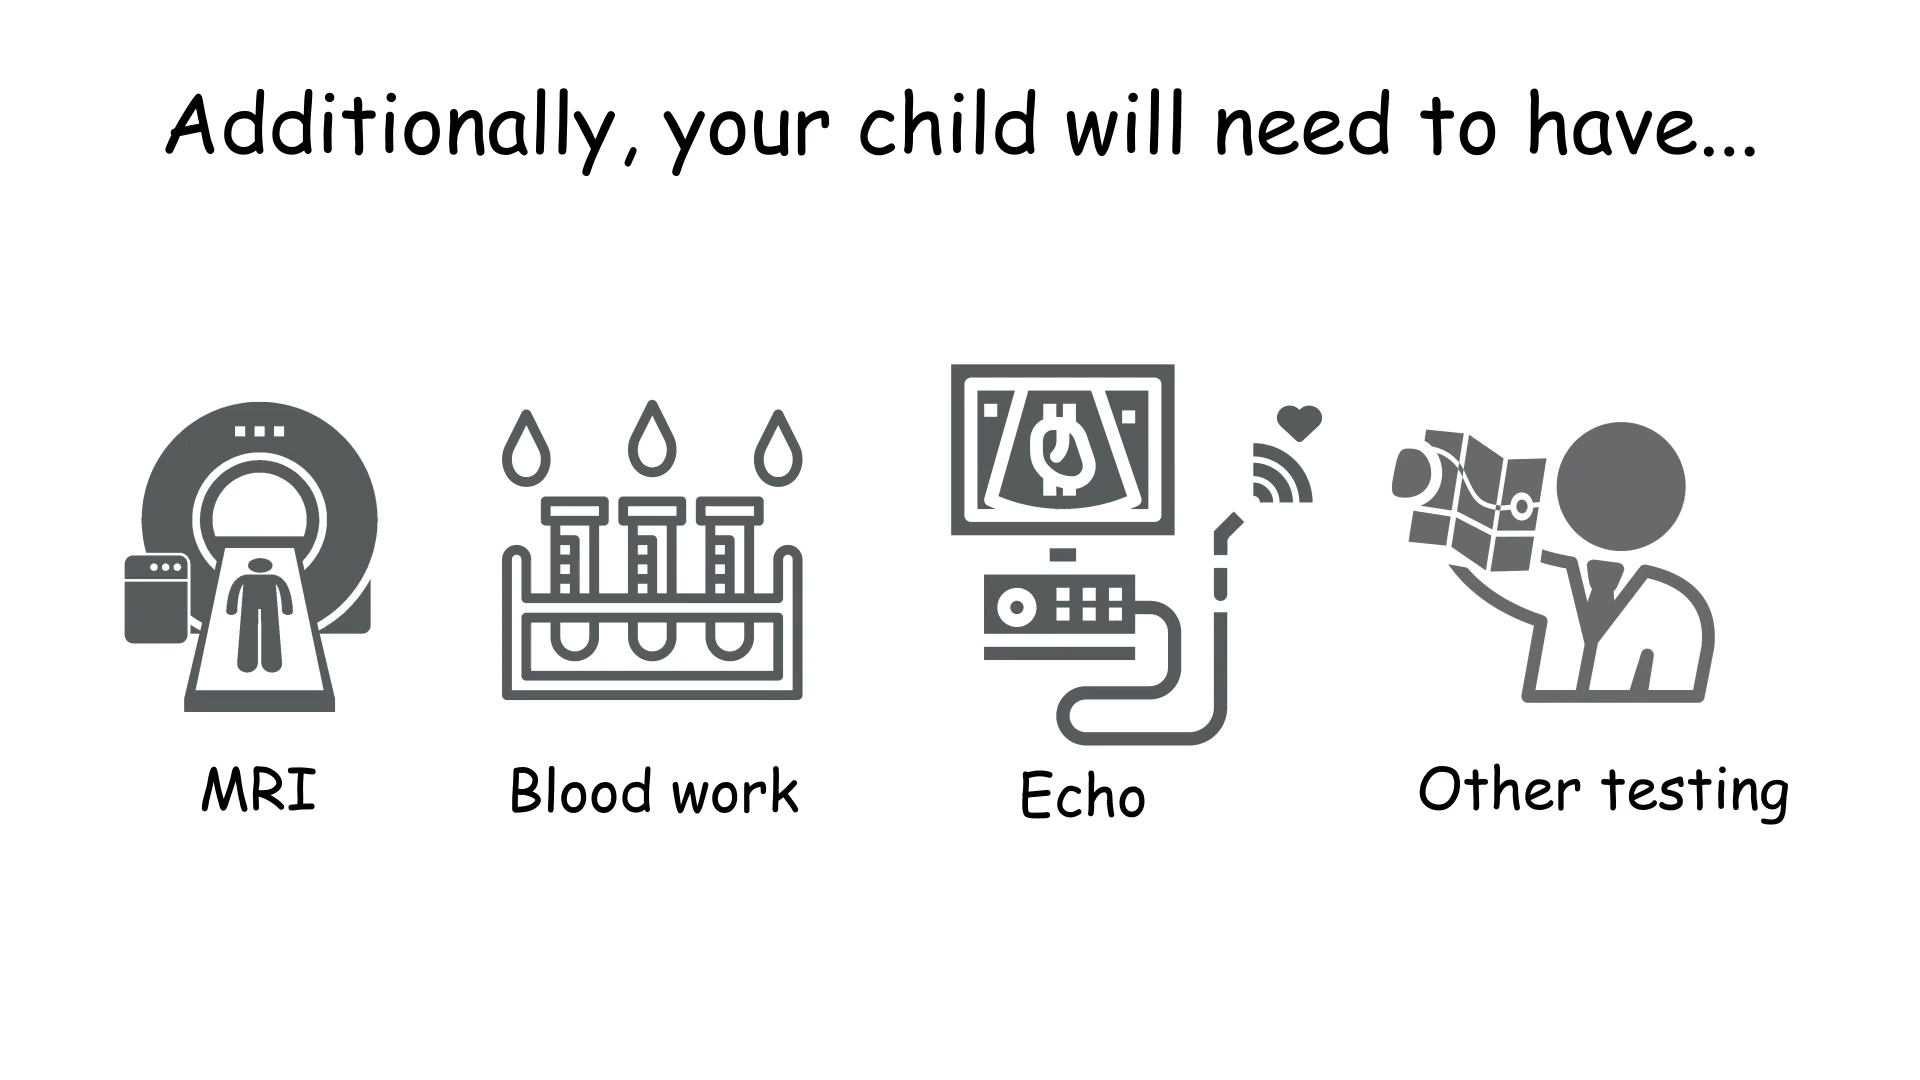 Additionally, your child will need to have...
MRI
Blood work
Echo
Other testing